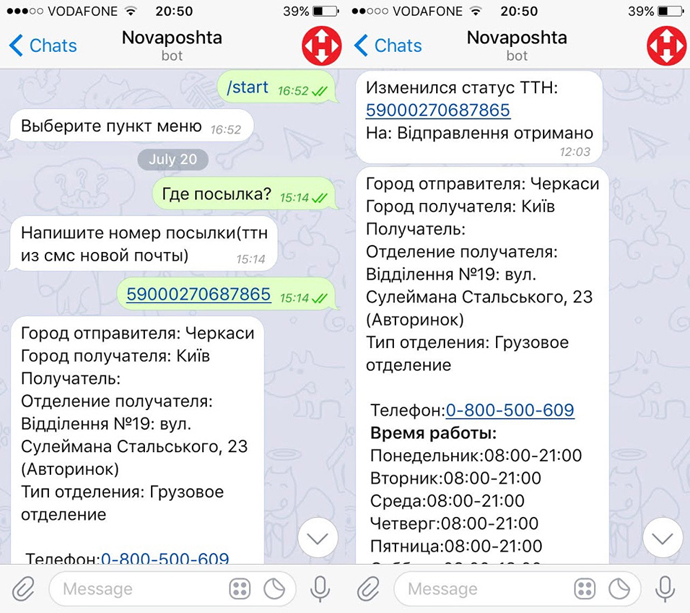 VODAFONE 20:50 39%
Chats
Novaposhta
bot
/start 16:52
Выберите пункт меню 16:52
July 20
Где посылка? 15:14
Напишите номер посылки(ттн
из смс новой почты) 15:14
59000270687865 15:14
Город отправителя: Черкаси
Город получателя: Київ
Получатель:
Отделение получателя:
Відділення №19: вул.
Сулеймана Стальського, 23
(Авторинок)
Тип отделения: Грузовое
отделение
Телефон:0-800-500-609
Message
VODAFONE 20:50 39%
Chats
Novaposhta
bot
Изменился статус ТТН:
59000270687865
На: Відправлення отримано
12:03
Город отправителя: Черкаси
Город получателя: Київ
Получатель:
Отделение получателя:
Відділення №19: вул.
Сулеймана Стальського, 23
(Авторинок)
Тип отделения: Грузовое
отделение
Телефон:0-800-500-609
Время работы:
Понедельник:08:00-21:00
Вторник:08:00-21:00
Среда:08:00-21:00
Четверг:08:00-21:00
Пятница:08:00-21:00
Message